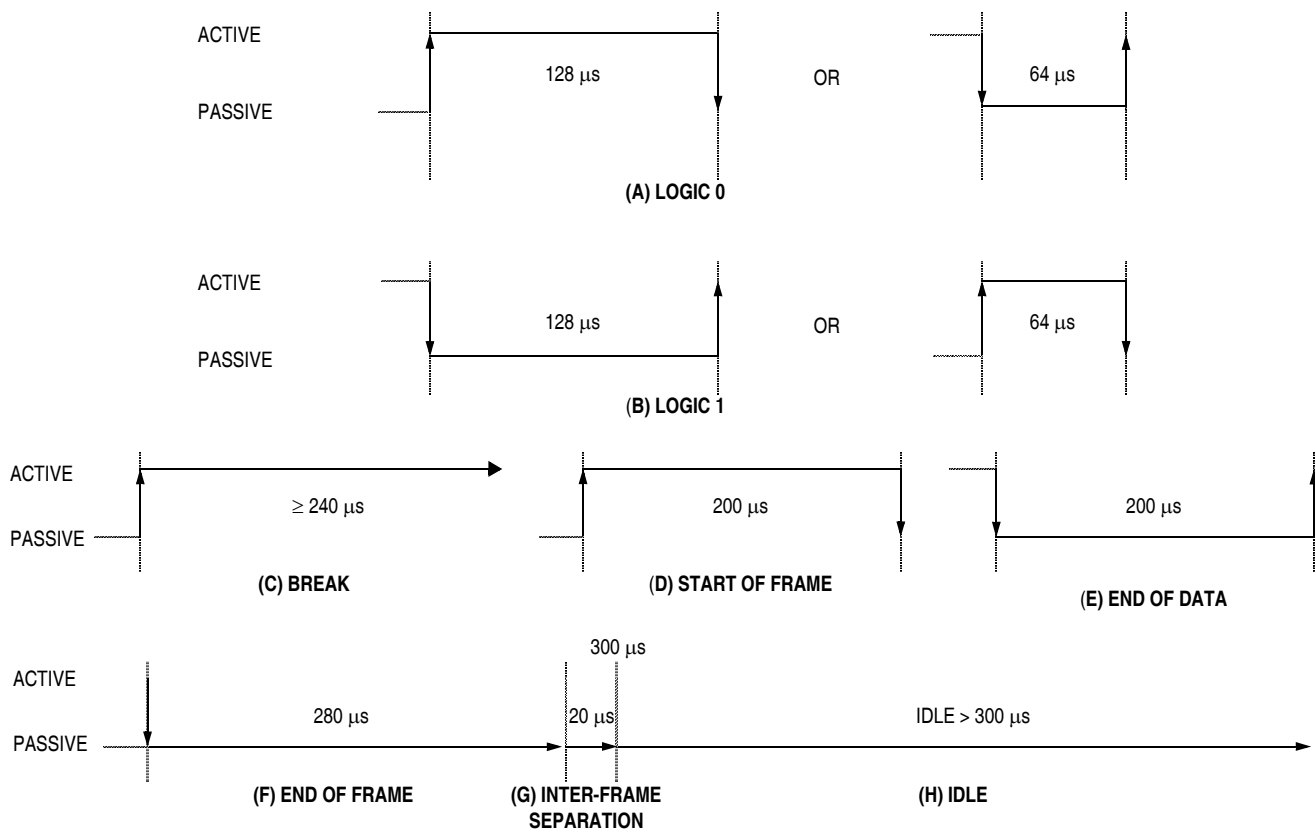 ACTIVE
128 μs
OR
64 μs
PASSIVE
(A) LOGIC 0
ACTIVE
128 μs
OR
64 μs
PASSIVE
(B) LOGIC 1
ACTIVE
≥ 240 μs
200 μs
200 μs
PASSIVE
(C) BREAK
(D) START OF FRAME
(E) END OF DATA
300 μs
ACTIVE
280 μs
20 μs
IDLE > 300 μs
PASSIVE
(F) END OF FRAME
(G) INTER-FRAME
SEPARATION
(H) IDLE